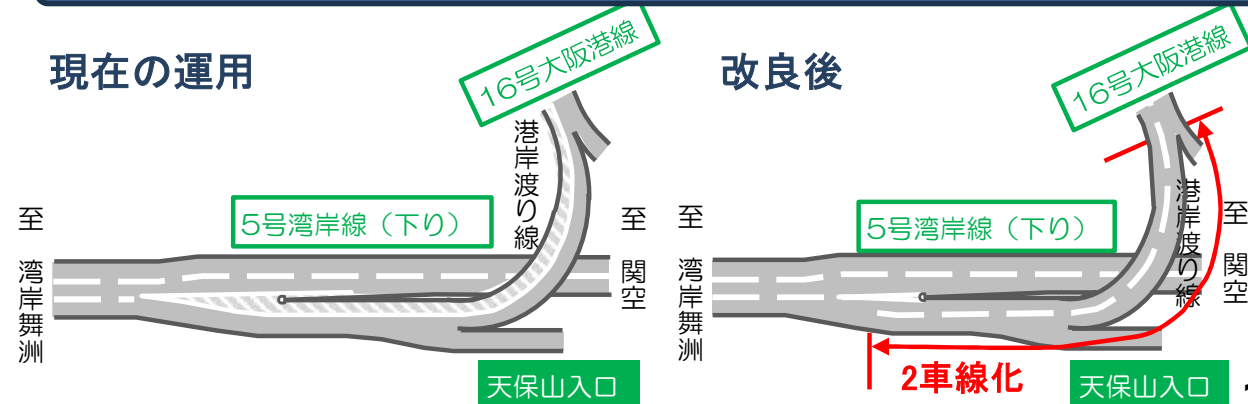 現在の運用
16号大阪港線
港岸渡り線
5号湾岸線（下り）
至 湾岸舞洲
至 関空
天保山入口
改良後
16号大阪港線
港岸渡り線
5号湾岸線（下り）
至 湾岸舞洲
至 関空
2車線化
天保山入口